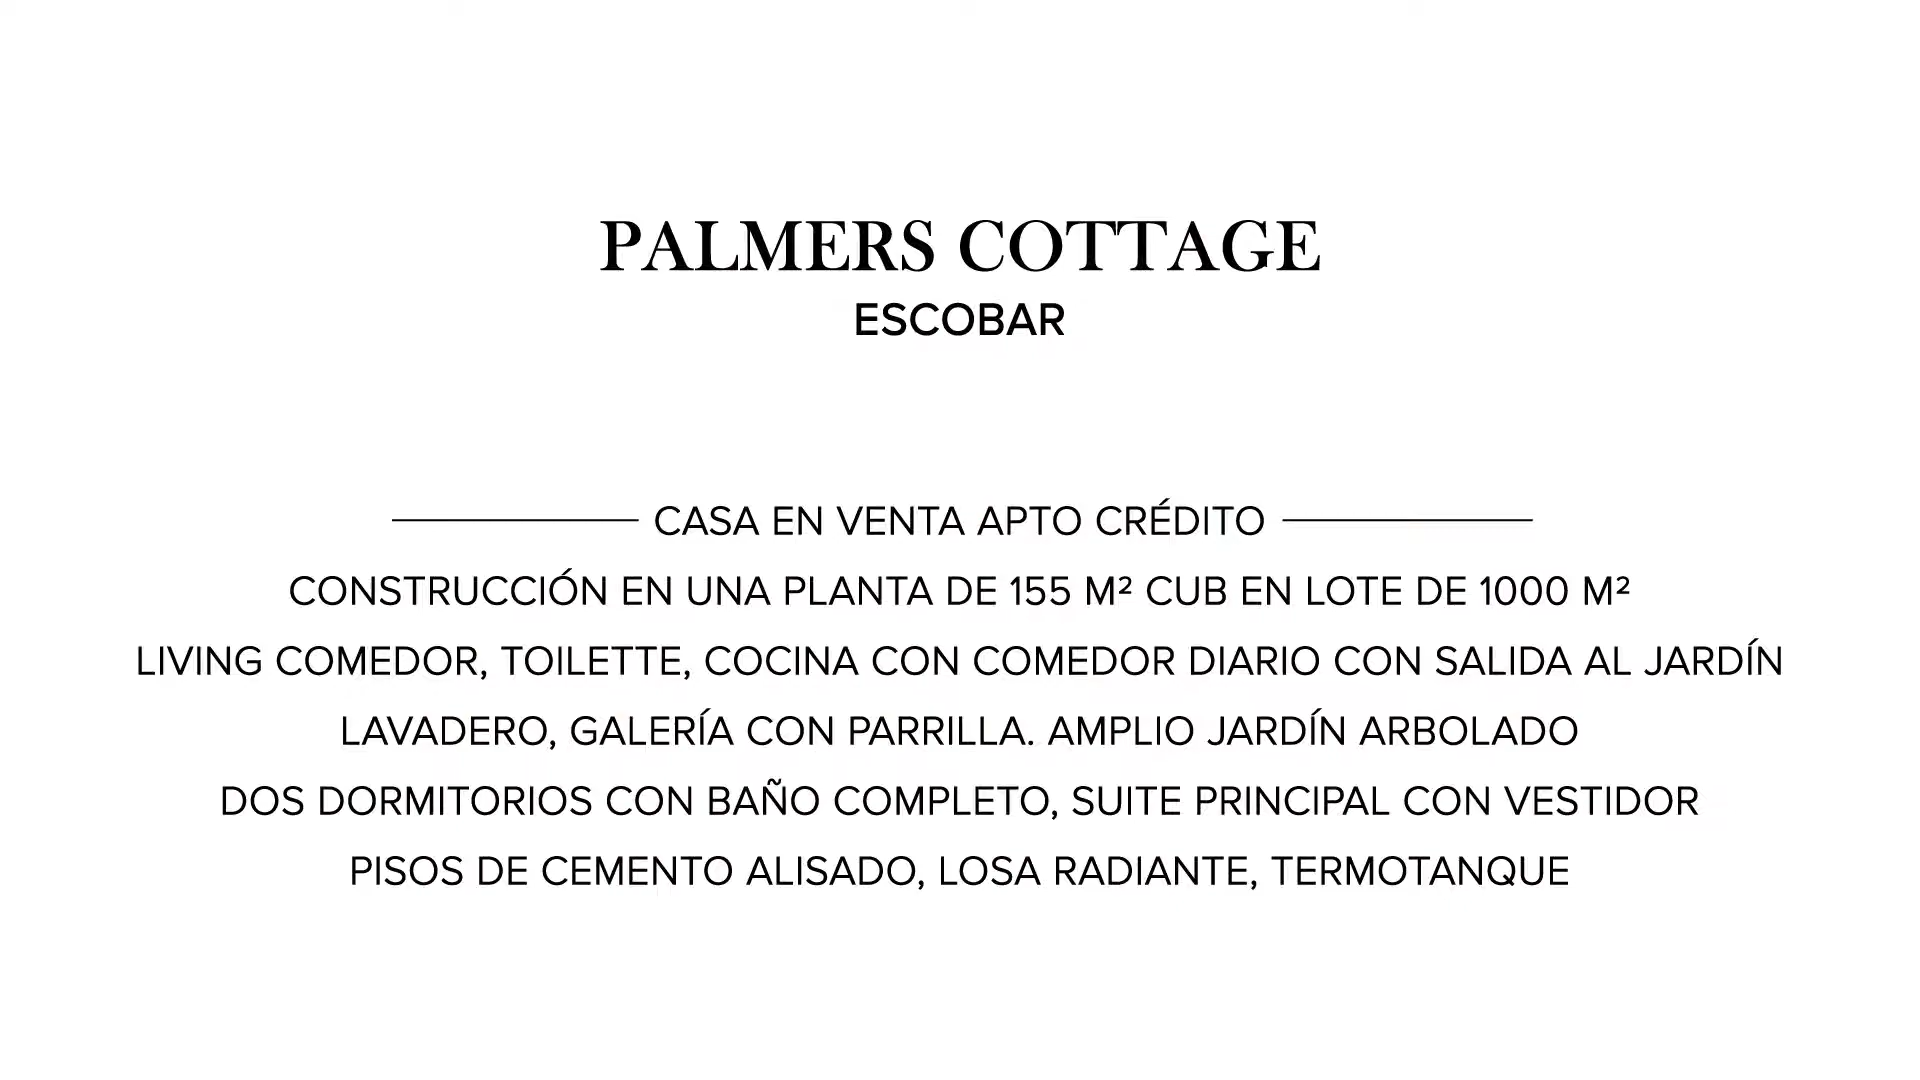 PALMERS COTTAGE
ESCOBAR
CASA EN VENTA APTO CRÉDITO
CONSTRUCCIÓN EN UNA PLANTA DE 155 M² CUB EN LOTE DE 1000 M²
LIVING COMEDOR, TOILETTE, COCINA CON COMEDOR DIARIO CON SALIDA AL JARDÍN
LAVADERO, GALERÍA CON PARRILLA. AMPLIO JARDÍN ARBOLADO
DOS DORMITORIOS CON BAÑO COMPLETO, SUITE PRINCIPAL CON VESTIDOR
PISOS DE CEMENTO ALISADO, LOSA RADIANTE, TERMOTANQUE